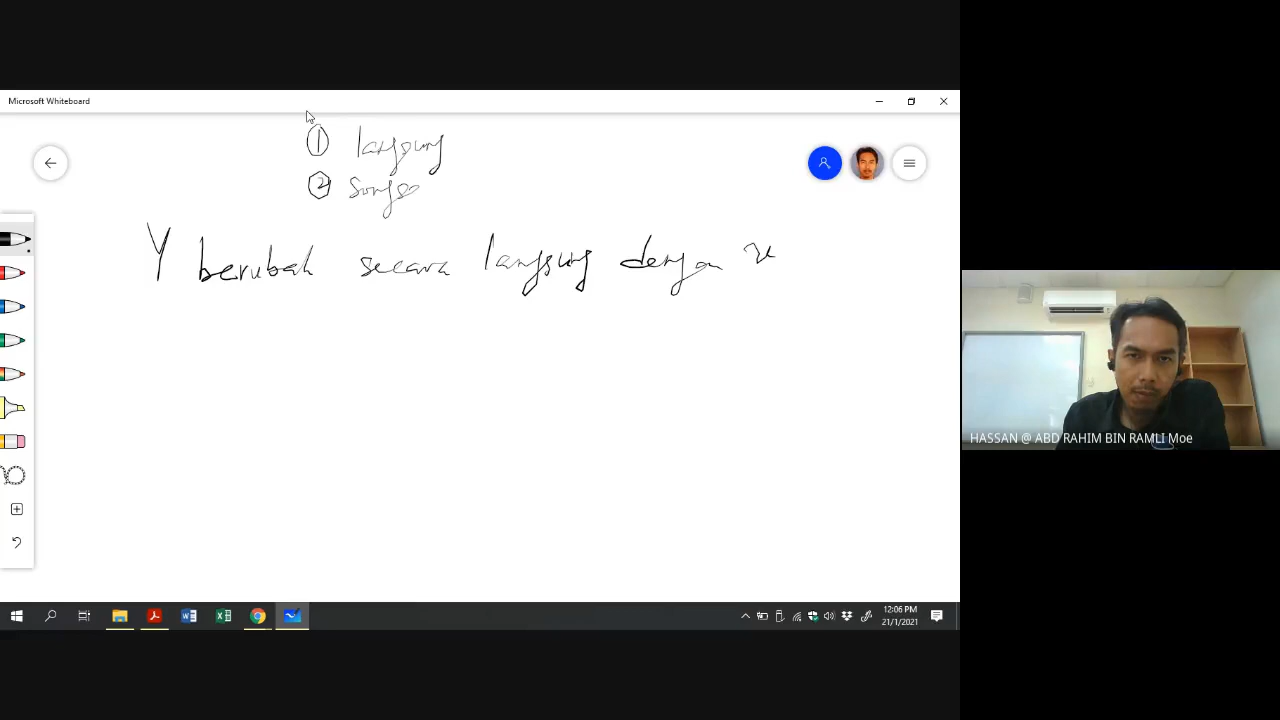 Microsoft Whiteboard
① langsung
② songsa
Y berubah secara langsung dengan x
HASSAN @ ABD RAHIM BIN RAMLI Moe
12:06 PM
21/1/2021